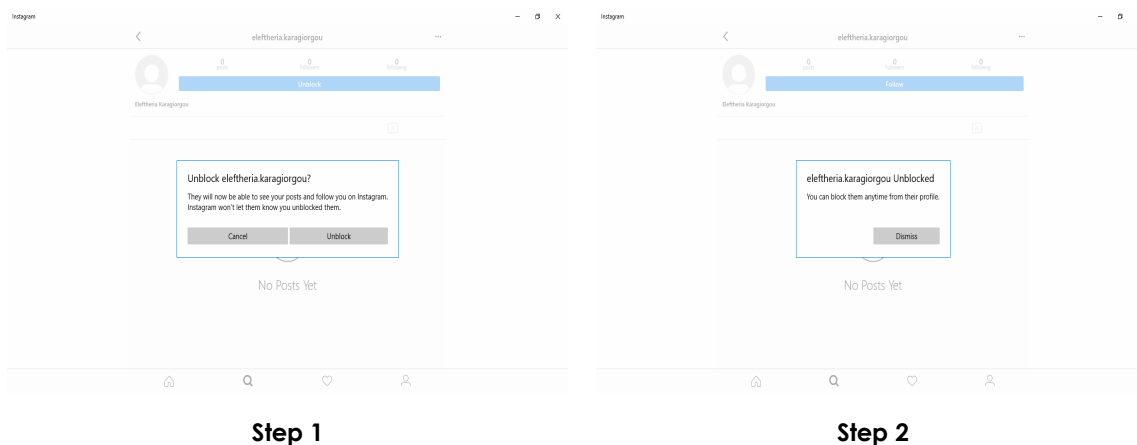 Instagram
eleftheria.karagiorgou
0 0 0
posts followers following
Unblock
Eleftheria Karagiorgou
Unblock eleftheria.karagiorgou?
They will now be able to see your posts and follow you on Instagram.
Instagram won't let them know you unblocked them.
Cancel Unblock
No Posts Yet
Step 1
Instagram
eleftheria.karagiorgou
0 0 0
posts followers following
Follow
Eleftheria Karagiorgou
eleftheria.karagiorgou Unblocked
You can block them anytime from their profile.
Dismiss
No Posts Yet
Step 2